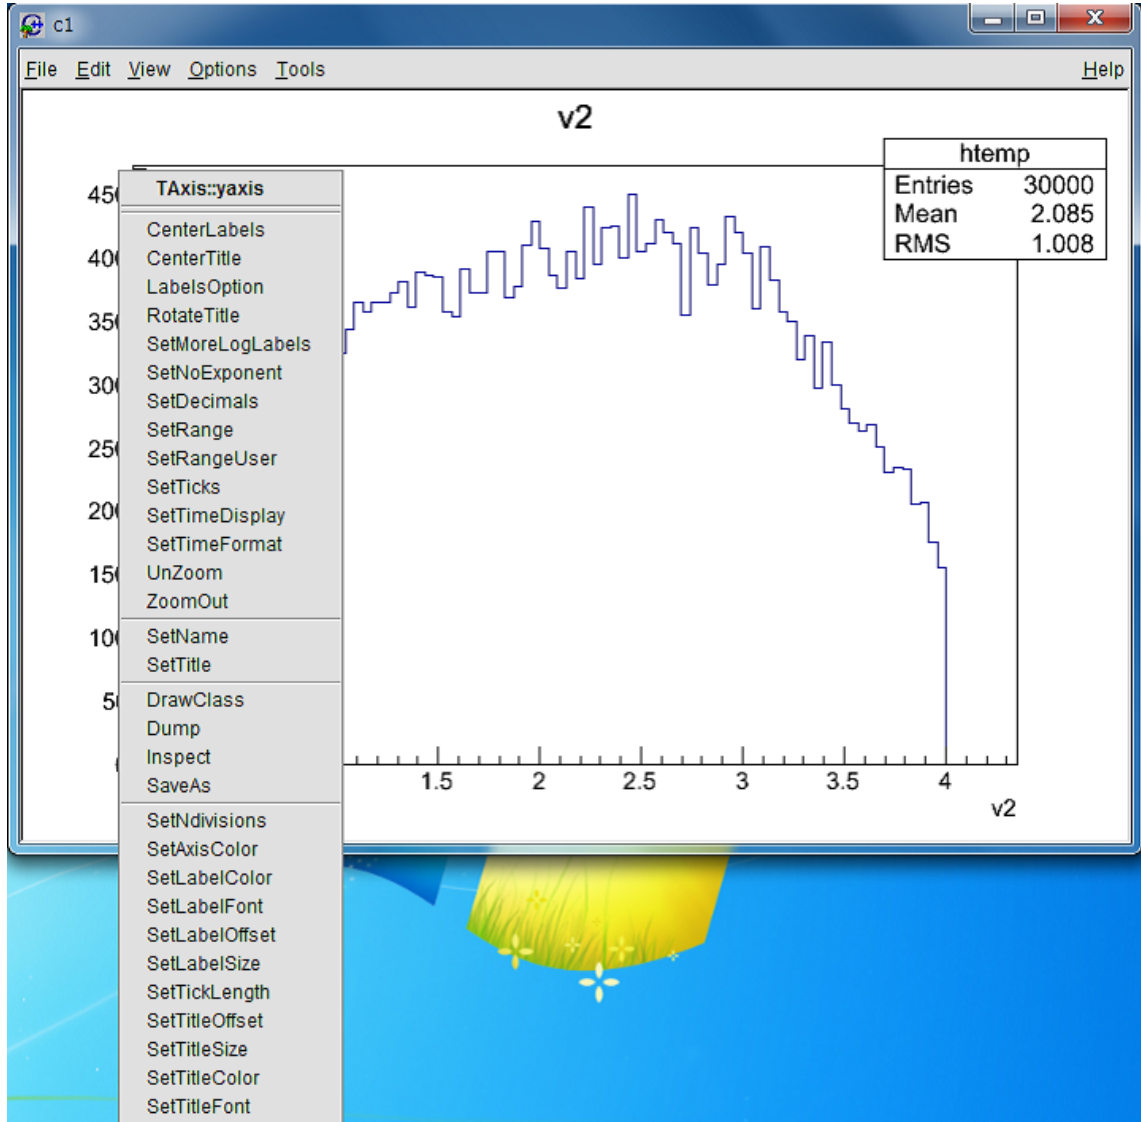 c1
File Edit View Options Tools Help
v2
htemp
Entries 30000
Mean 2.085
RMS 1.008
TAxis::yaxis
CenterLabels
CenterTitle
LabelsOption
RotateTitle
SetMoreLogLabels
SetNoExponent
SetDecimals
SetRange
SetRangeUser
SetTicks
SetTimeDisplay
SetTimeFormat
UnZoom
ZoomOut
SetName
SetTitle
DrawClass
Dump
Inspect
SaveAs
SetNdivisions
SetAxisColor
SetLabelColor
SetLabelFont
SetLabelOffset
SetLabelSize
SetTickLength
SetTitleOffset
SetTitleSize
SetTitleColor
SetTitleFont
1.5 2 2.5 3 3.5 4
v2